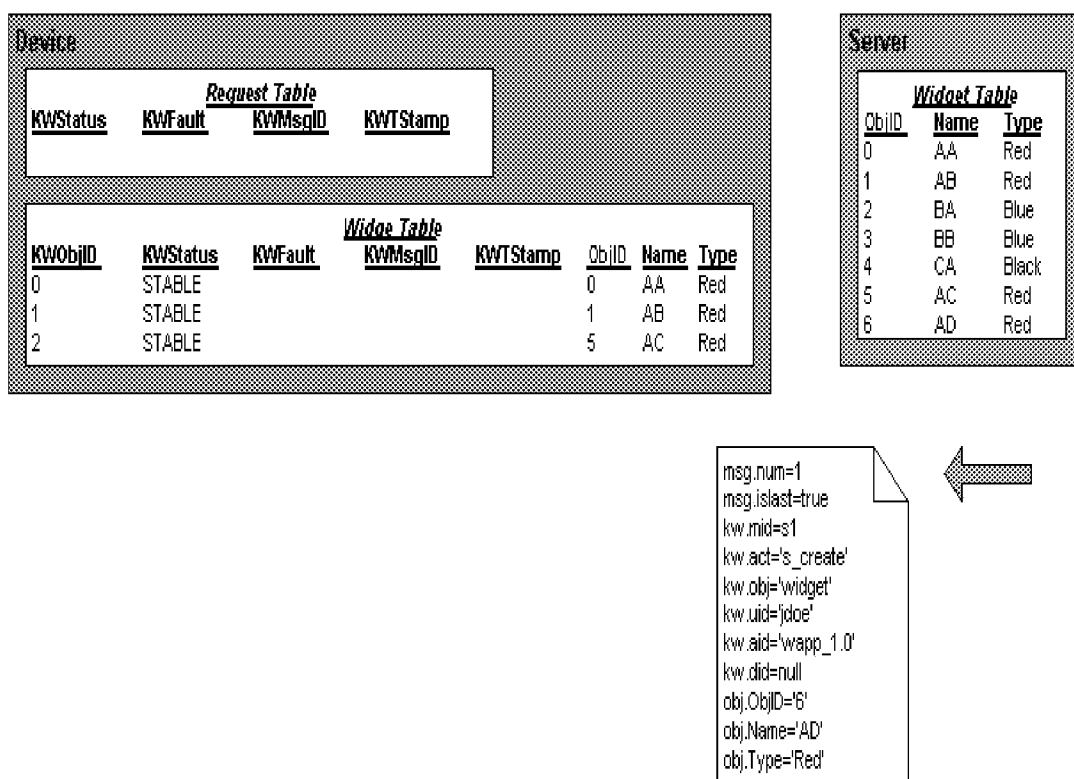 Device
Request Table
KWStatus KWFault KWMsgID KWTStamp
Widge Table
KWObjID KWStatus KWFault KWMsgID KWTStamp ObjID Name Type
0 STABLE 0 AA Red
1 STABLE 1 AB Red
2 STABLE 5 AC Red
Server
Widget Table
ObjID Name Type
0 AA Red
1 AB Red
2 BA Blue
3 BB Blue
4 CA Black
5 AC Red
6 AD Red
msg.num=1
msg.islast=true
kw.mid=s1
kw.act='s_create'
kw.obj='widget'
kw.uid='jdoe'
kw.aid='wapp_1.0'
kw.did=null
obj.ObjID='6'
obj.Name='AD'
obj.Type='Red'